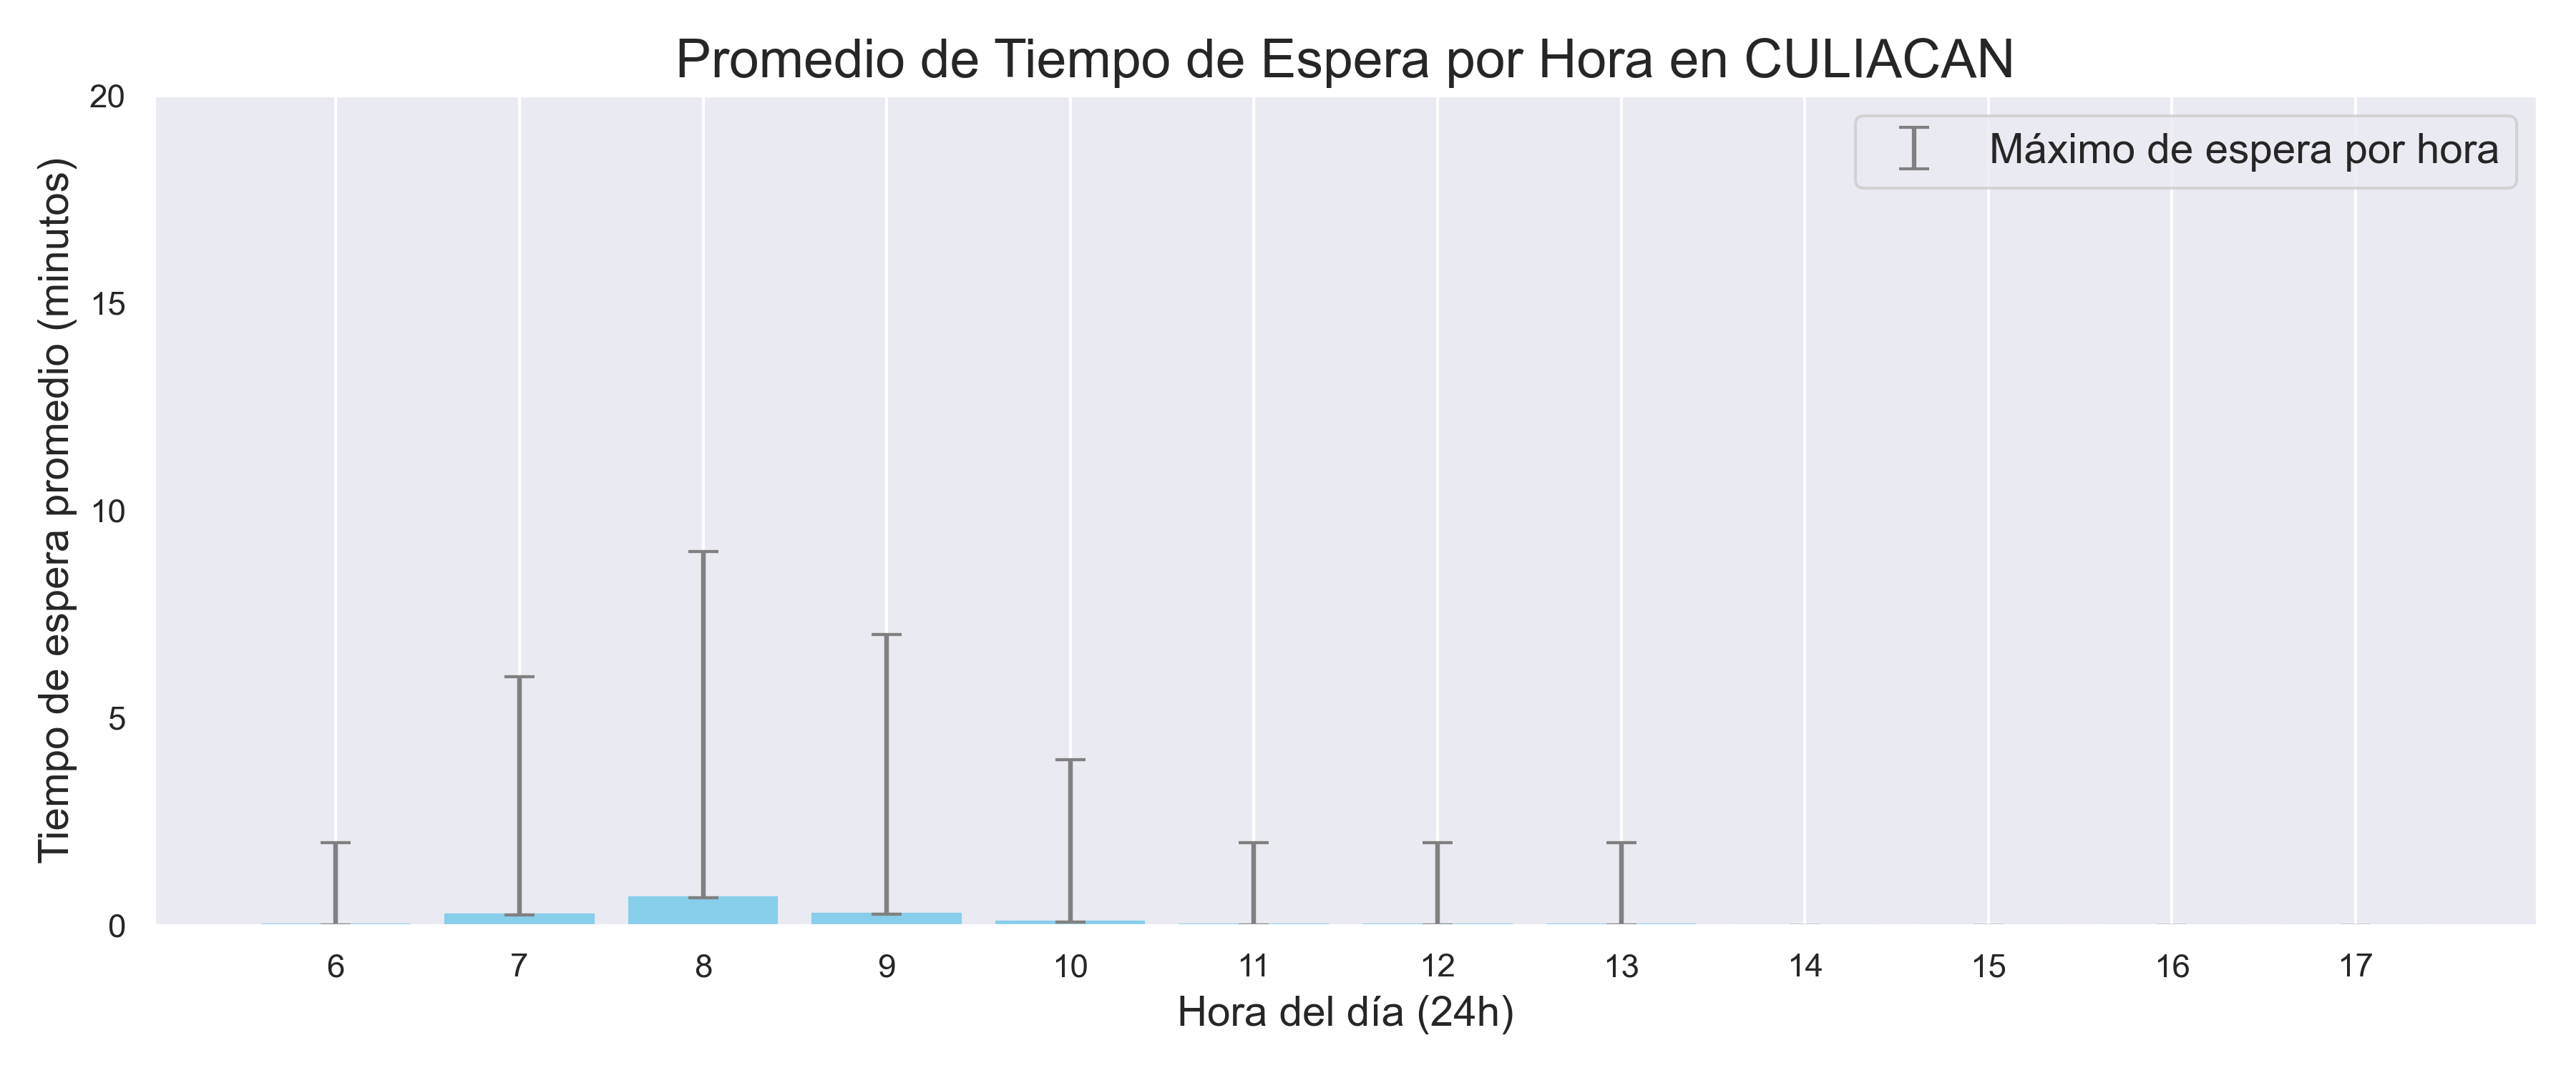 Promedio de Tiempo de Espera por Hora en CULIACAN
Máximo de espera por hora
Tiempo de espera promedio (minutos)
20
15
10
5
0
6 7 8 9 10 11 12 13 14 15 16 17
Hora del día (24h)